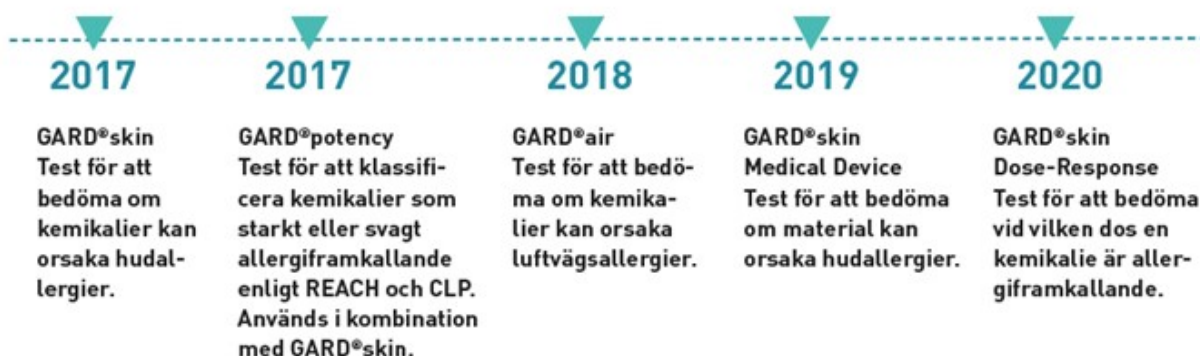 2017
GARD®skin
Test för att
bedöma om
kemikalier kan
orsaka hudal-
lergier.
2017
GARD®potency
Test för att klassifi-
cera kemikalier som
starkt eller svagt
allergiframkallande
enligt REACH och CLP.
Används i kombination
med GARD®skin.
2018
GARD®air
Test för att bedö-
ma om kemika-
lier kan orsaka
luftvägsallergier.
2019
GARD®skin
Medical Device
Test för att bedöma
om material kan
orsaka hudallergier.
2020
GARD®skin
Dose-Response
Test för att bedöma
vid vilken dos en
kemikalie är aller-
giframkallande.